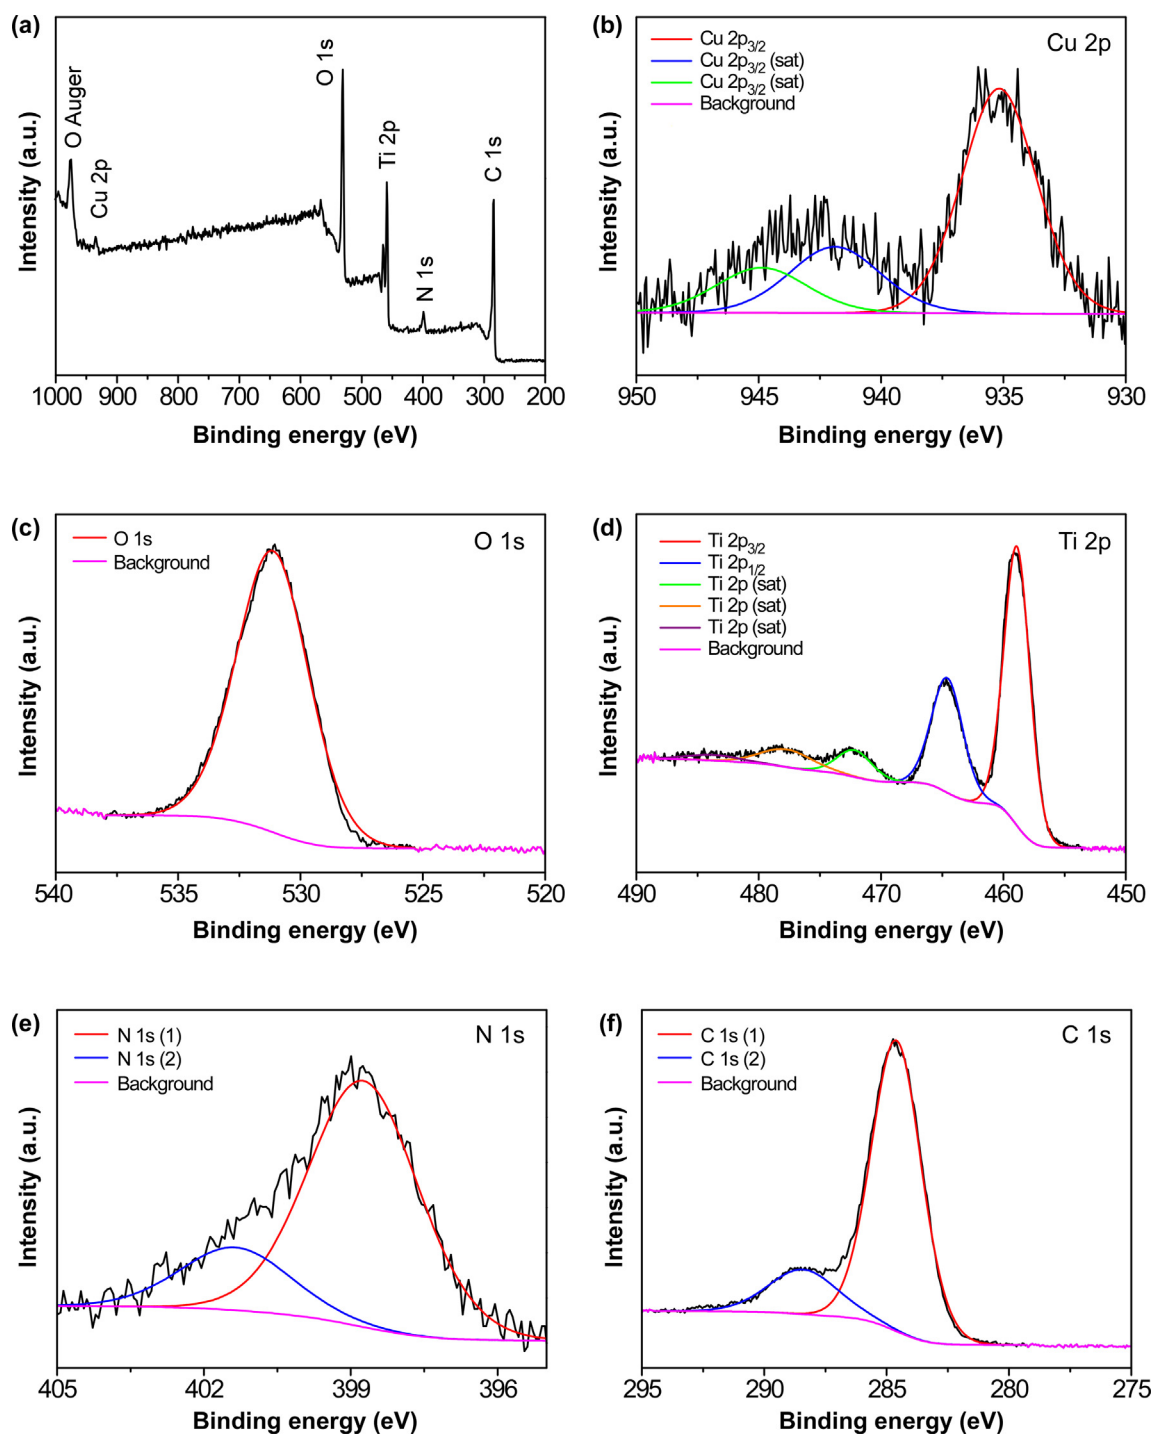 (a)
O Auger
Cu 2p
O 1s
Ti 2p
N 1s
C 1s
Intensity (a.u.)
1000 900 800 700 600 500 400 300 200
Binding energy (eV)
(b)
Cu 2p
Cu 2p3/2
Cu 2p3/2 (sat)
Cu 2p3/2 (sat)
Background
Intensity (a.u.)
950 945 940 935 930
Binding energy (eV)
(c)
O 1s
O 1s
Background
Intensity (a.u.)
540 535 530 525 520
Binding energy (eV)
(d)
Ti 2p
Ti 2p3/2
Ti 2p1/2
Ti 2p (sat)
Ti 2p (sat)
Ti 2p (sat)
Background
Intensity (a.u.)
490 480 470 460 450
Binding energy (eV)
(e)
N 1s
N 1s (1)
N 1s (2)
Background
Intensity (a.u.)
405 402 399 396
Binding energy (eV)
(f)
C 1s
C 1s (1)
C 1s (2)
Background
Intensity (a.u.)
295 290 285 280 275
Binding energy (eV)